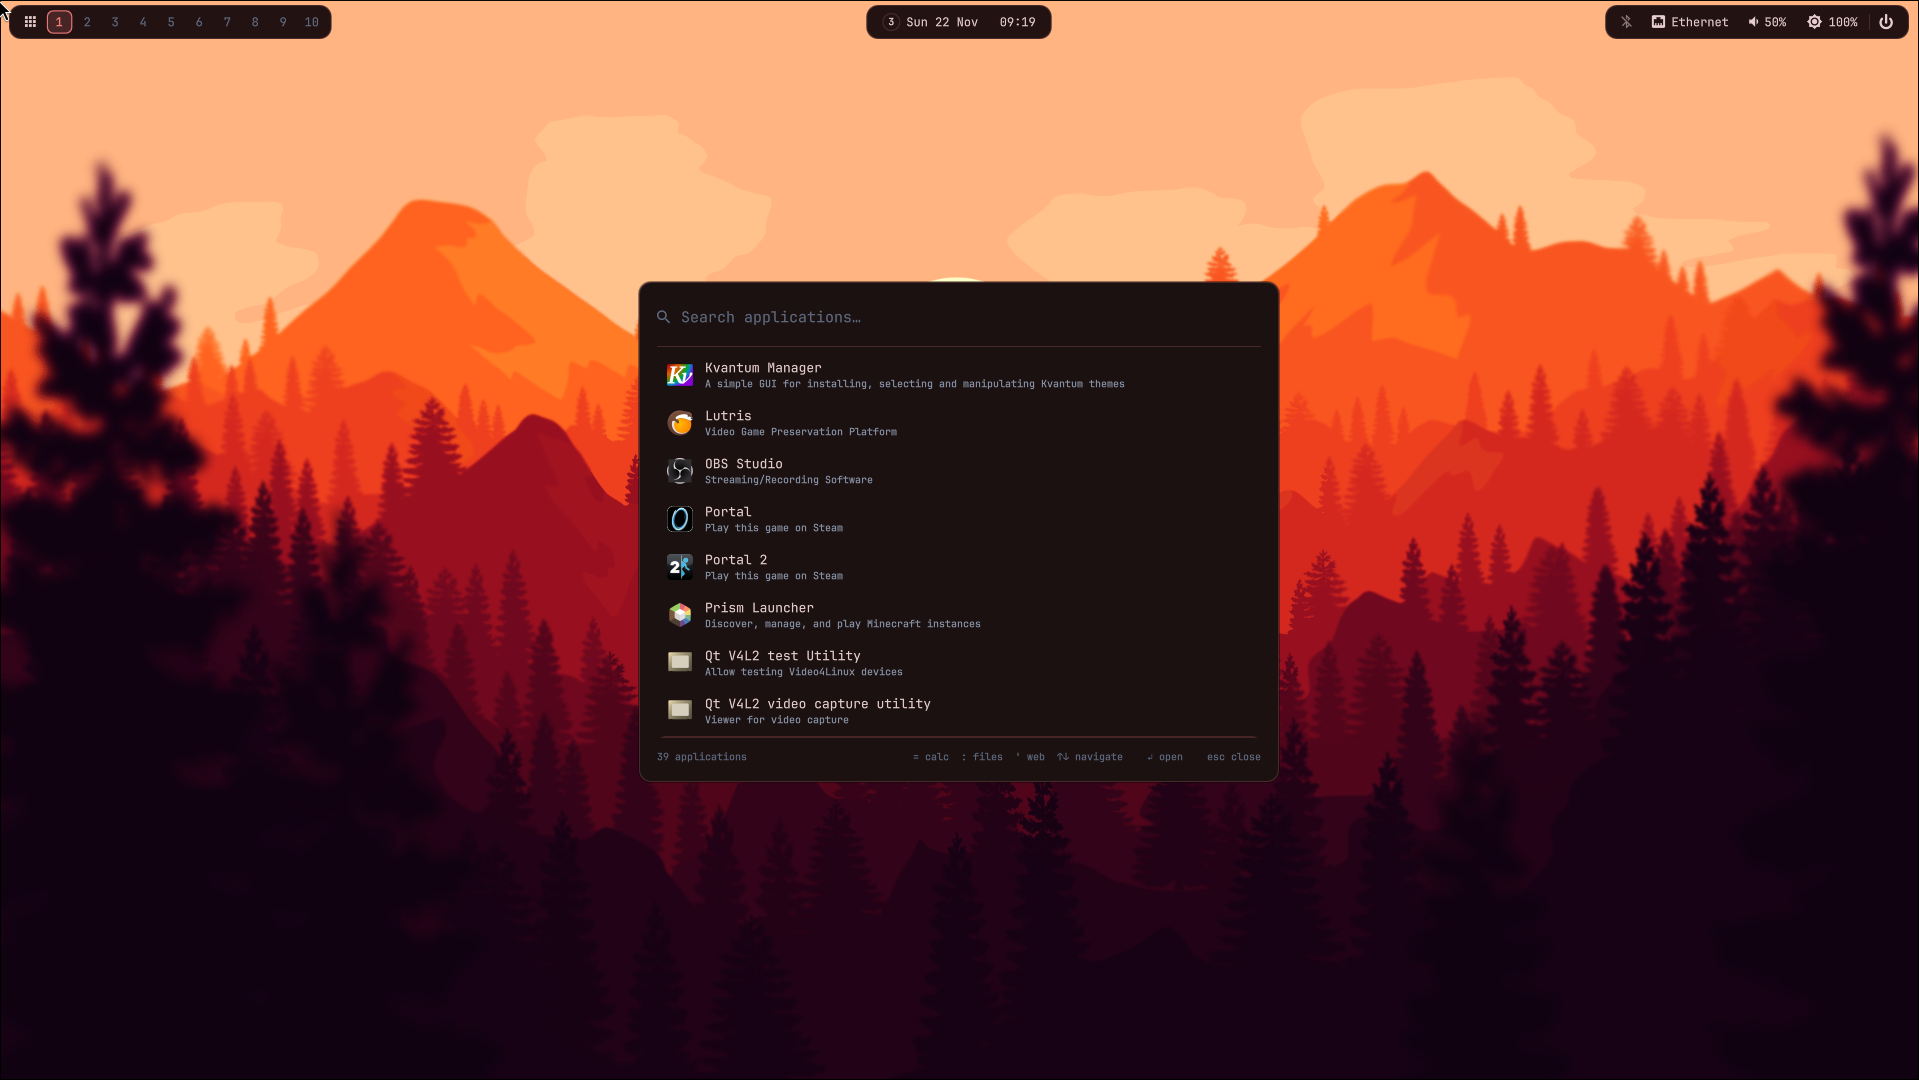 1 2 3 4 5 6 7 8 9 10
3 Sun 22 Nov 09:19
Ethernet 50% 100%
Search applications…
Kvantum Manager
A simple GUI for installing, selecting and manipulating Kvantum themes
Lutris
Video Game Preservation Platform
OBS Studio
Streaming/Recording Software
Portal
Play this game on Steam
Portal 2
Play this game on Steam
Prism Launcher
Discover, manage, and play Minecraft instances
Qt V4L2 test Utility
Allow testing Video4Linux devices
Qt V4L2 video capture utility
Viewer for video capture
39 applications = calc : files ' web ↑↓ navigate ↲ open esc close